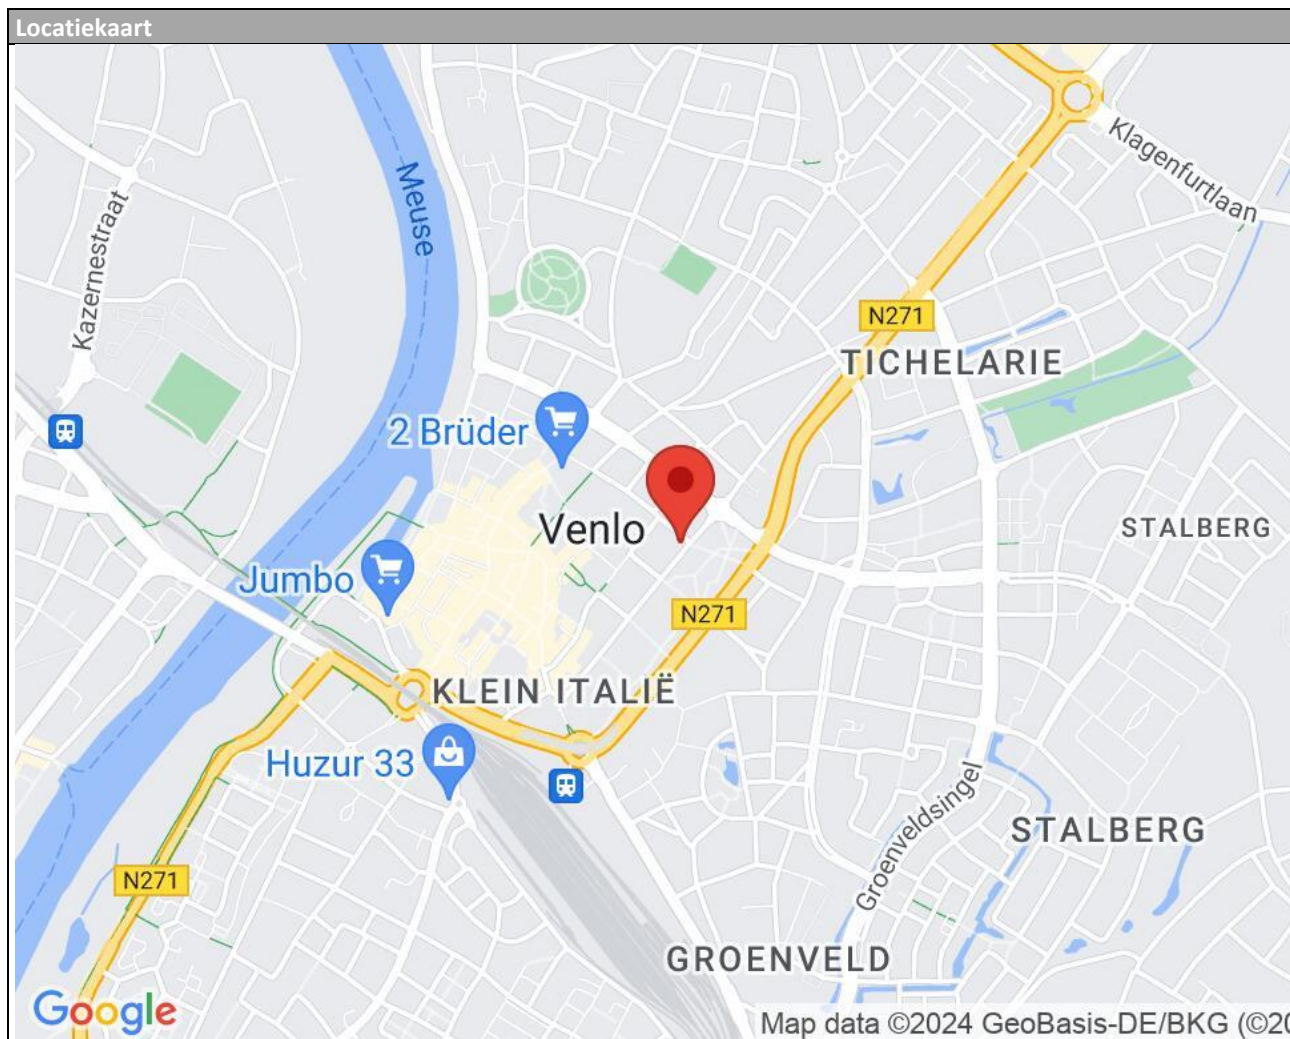 Locatiekaart
Klagenfurtlaan
Meuse
Kazernestraat
N271
TICHELARIE
2 Brüder
Venlo
STALBERG
Jumbo
N271
KLEIN ITALIË
Huzur 33
Groenveldsingel
STALBERG
N271
GROENVELD
Google
Map data ©2024 GeoBasis-DE/BKG (©20